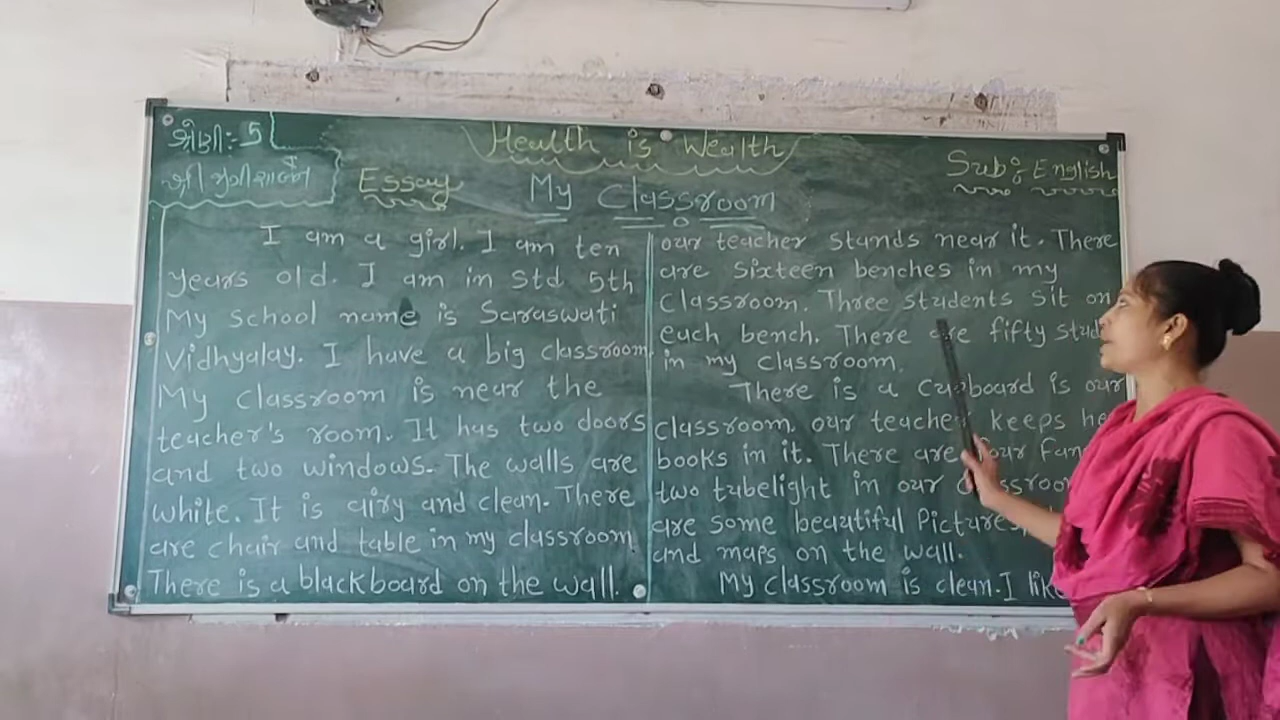 શ્રેણી:- 5
Health is Wealth
Sub: English
Essay
My Classroom
I am a girl. I am ten
years old. I am in std 5th
My school name is Saraswati
Vidhyalay. I have a big classroom.
My classroom is near the
teacher's room. It has two doors
and two windows. The walls are
white. It is airy and clean. There
are chair and table in my classroom.
There is a blackboard on the wall.
our teacher stands near it. There
are sixteen benches in my
classroom. Three students sit on
each bench. There are fifty stud
in my classroom.
There is a cupboard is our
classroom. our teacher keeps he
books in it. There are four fan
two tubelight in our classroo
are some beautiful Pictures,
and maps on the wall.
My classroom is clean. I like